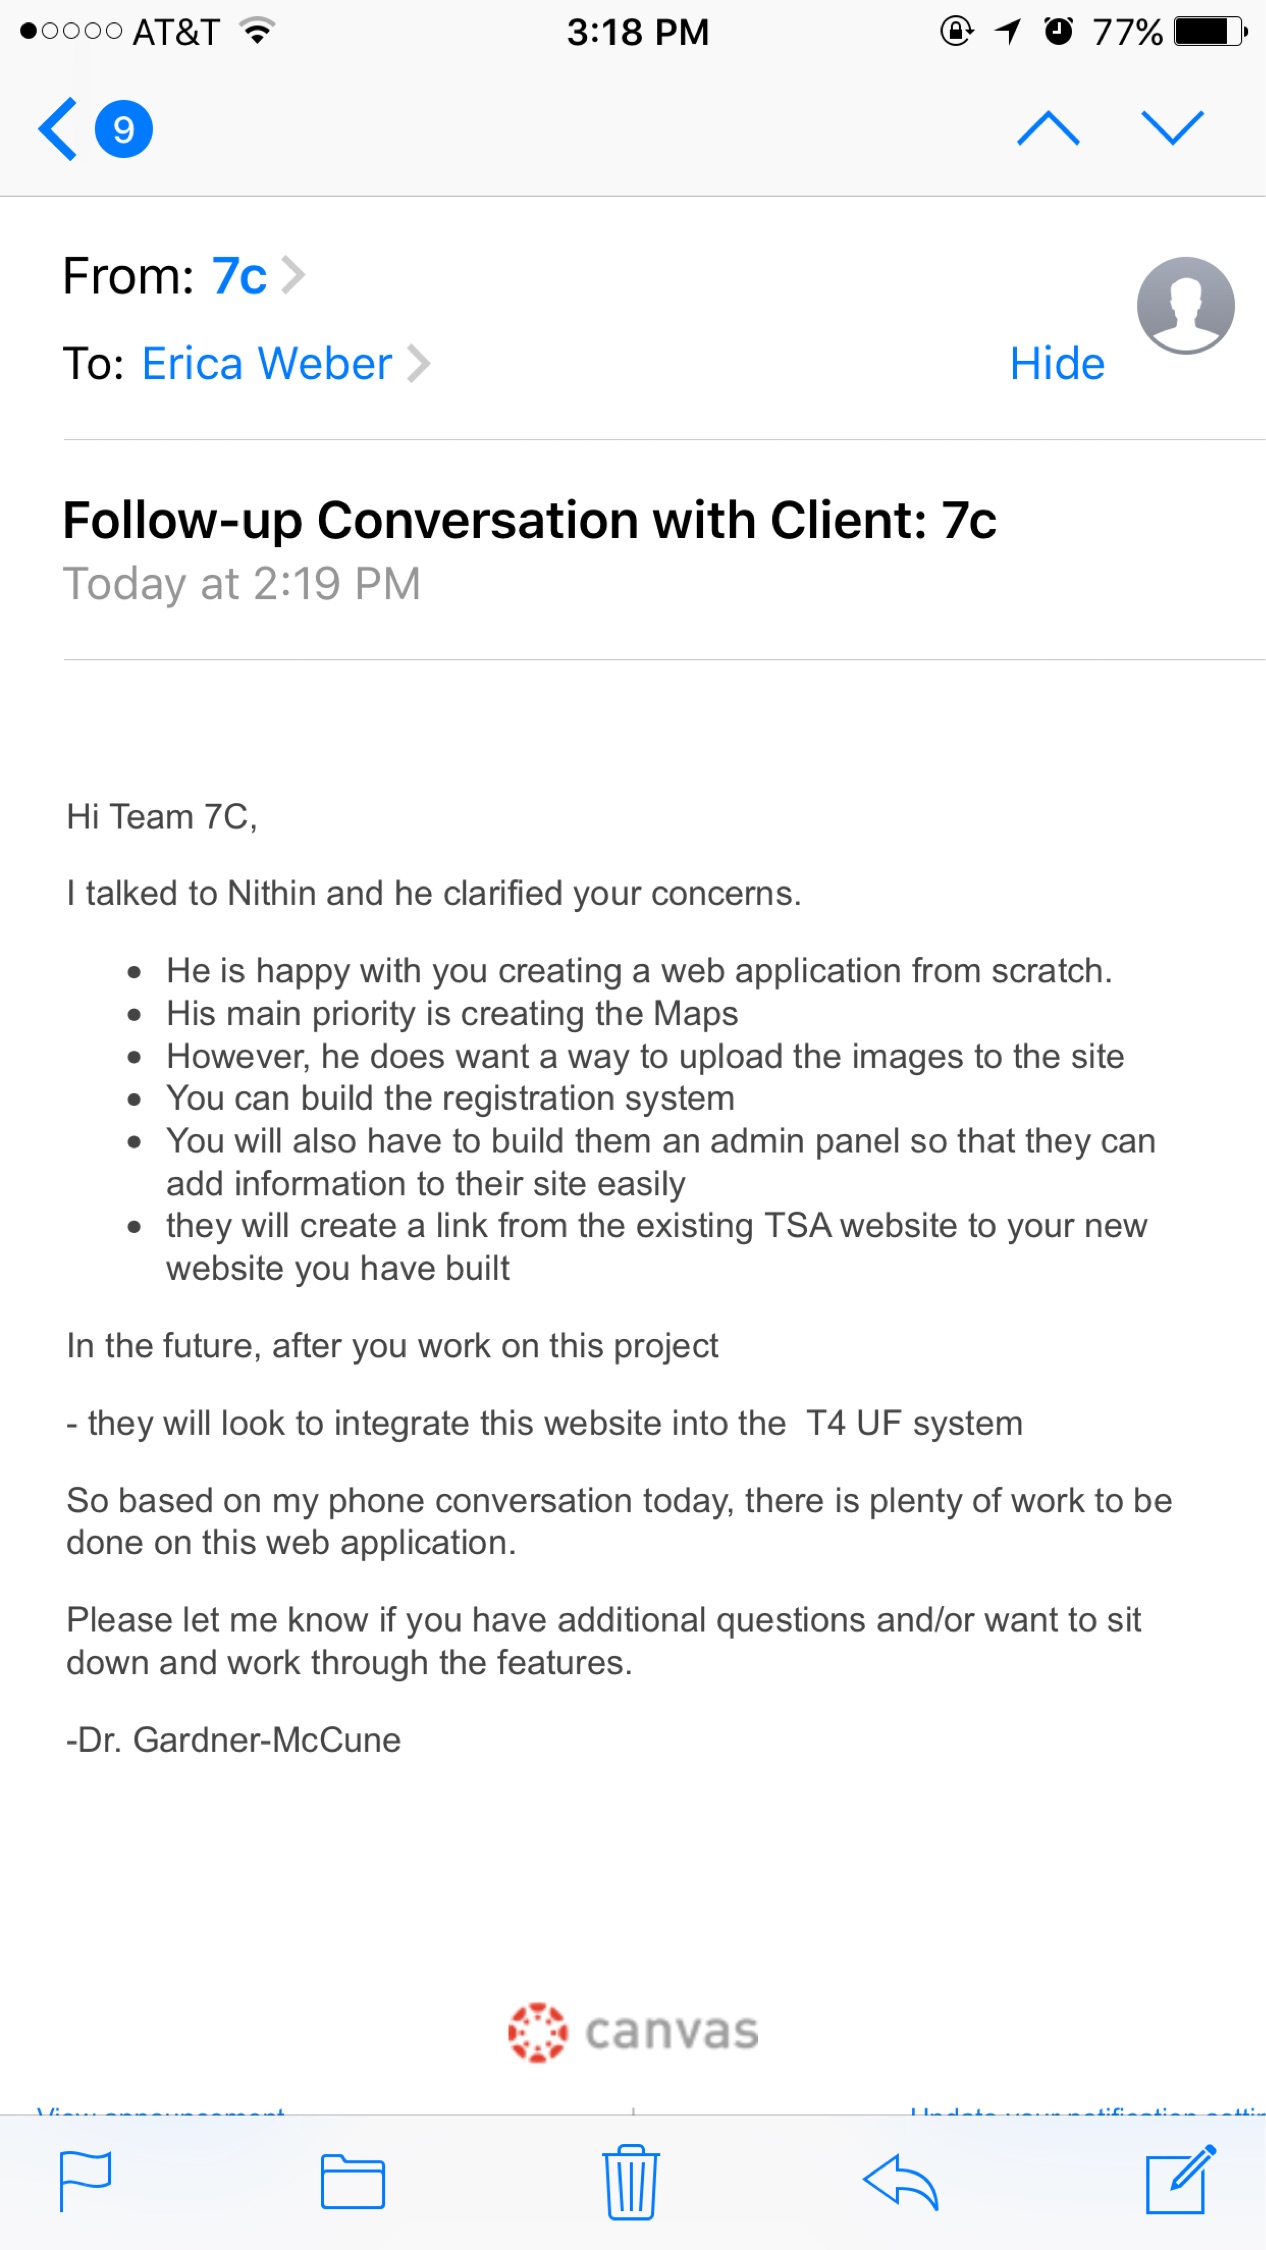 AT&T 3:18 PM 77%
9
From: 7c
To: Erica Weber Hide
Follow-up Conversation with Client: 7c
Today at 2:19 PM
Hi Team 7C,
I talked to Nithin and he clarified your concerns.
• He is happy with you creating a web application from scratch.
• His main priority is creating the Maps
• However, he does want a way to upload the images to the site
• You can build the registration system
• You will also have to build them an admin panel so that they can
add information to their site easily
• they will create a link from the existing TSA website to your new
website you have built
In the future, after you work on this project
- they will look to integrate this website into the  T4 UF system
So based on my phone conversation today, there is plenty of work to be
done on this web application.
Please let me know if you have additional questions and/or want to sit
down and work through the features.
-Dr. Gardner-McCune
canvas
View announcement | Update your notification